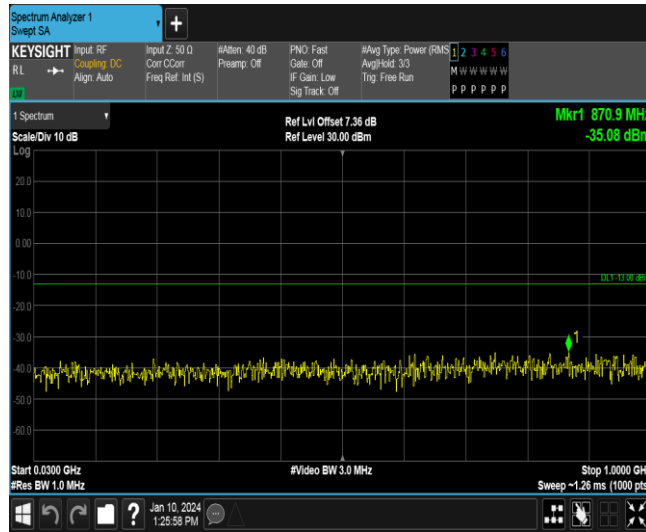 Spectrum Analyzer 1
Swept SA
+
KEYSIGHT Input: RF Input Z: 50 Ω #Atten: 40 dB PNO: Fast #Avg Type: Power (RMS 1 2 3 4 5 6
RL Coupling: DC Corr CCorr Preamp: Off Gate: Off Avg|Hold: 3/3 M W W W W W
Align: Auto Freq Ref: Int (S) IF Gain: Low Trig: Free Run
Sig Track: Off P P P P P P
LXI
1 Spectrum Ref Lvl Offset 7.36 dB Mkr1 870.9 MHz
Scale/Div 10 dB Ref Level 30.00 dBm -35.08 dBm
Log
20.0
10.0
0.00
-10.0 DL1 -13.00 dBm
-20.0
-30.0
1
-40.0
-50.0
-60.0
Start 0.0300 GHz #Video BW 3.0 MHz Stop 1.0000 GHz
#Res BW 1.0 MHz Sweep ~1.26 ms (1000 pts)
? Jan 10, 2024
1:25:58 PM